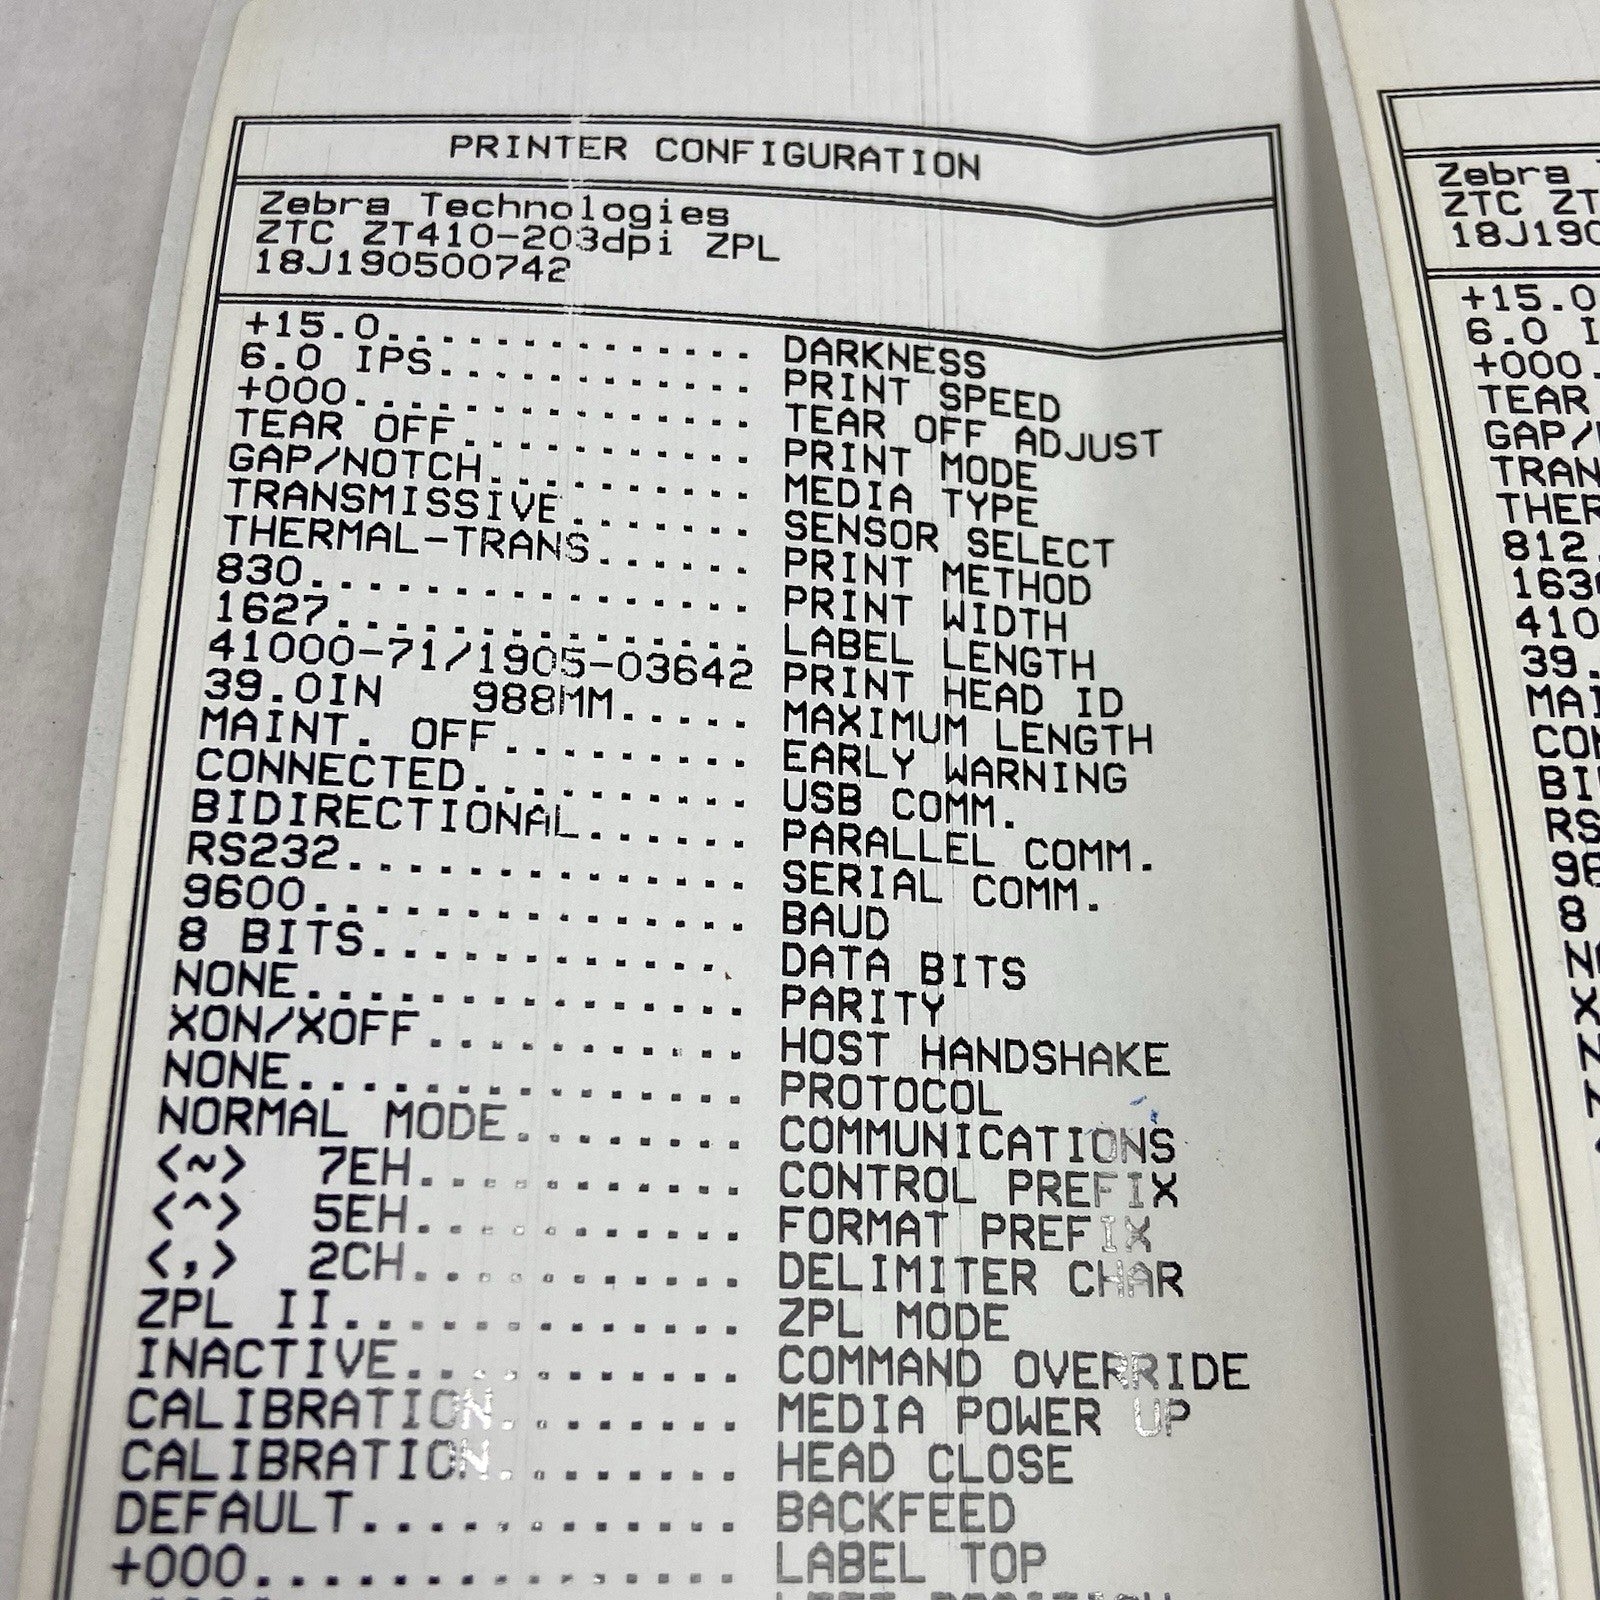 PRINTER CONFIGURATION
Zebra Technologies
ZTC ZT410-203dpi ZPL
18J190500742
+15.0............. DARKNESS
6.0 IPS........... PRINT SPEED
+000.............. TEAR OFF ADJUST
TEAR OFF.......... PRINT MODE
GAP/NOTCH......... MEDIA TYPE
TRANSMISSIVE...... SENSOR SELECT
THERMAL-TRANS..... PRINT METHOD
830............... PRINT WIDTH
1627.............. LABEL LENGTH
41000-71/1905-03642 PRINT HEAD ID
39.0IN 988MM..... MAXIMUM LENGTH
MAINT. OFF........ EARLY WARNING
CONNECTED......... USB COMM.
BIDIRECTIONAL..... PARALLEL COMM.
RS232............. SERIAL COMM.
9600.............. BAUD
8 BITS............ DATA BITS
NONE.............. PARITY
XON/XOFF.......... HOST HANDSHAKE
NONE.............. PROTOCOL
NORMAL MODE....... COMMUNICATIONS
<~> 7EH.......... CONTROL PREFIX
<^> 5EH.......... FORMAT PREFIX
<,> 2CH.......... DELIMITER CHAR
ZPL II............ ZPL MODE
INACTIVE.......... COMMAND OVERRIDE
CALIBRATION....... MEDIA POWER UP
CALIBRATION....... HEAD CLOSE
DEFAULT........... BACKFEED
+000.............. LABEL TOP
Zebra
ZTC ZT
18J190
+15.0
6.0 I
+000.
TEAR
GAP/
TRAN
THER
812.
163
410
39.
MAI
CON
BI
RS
96
8